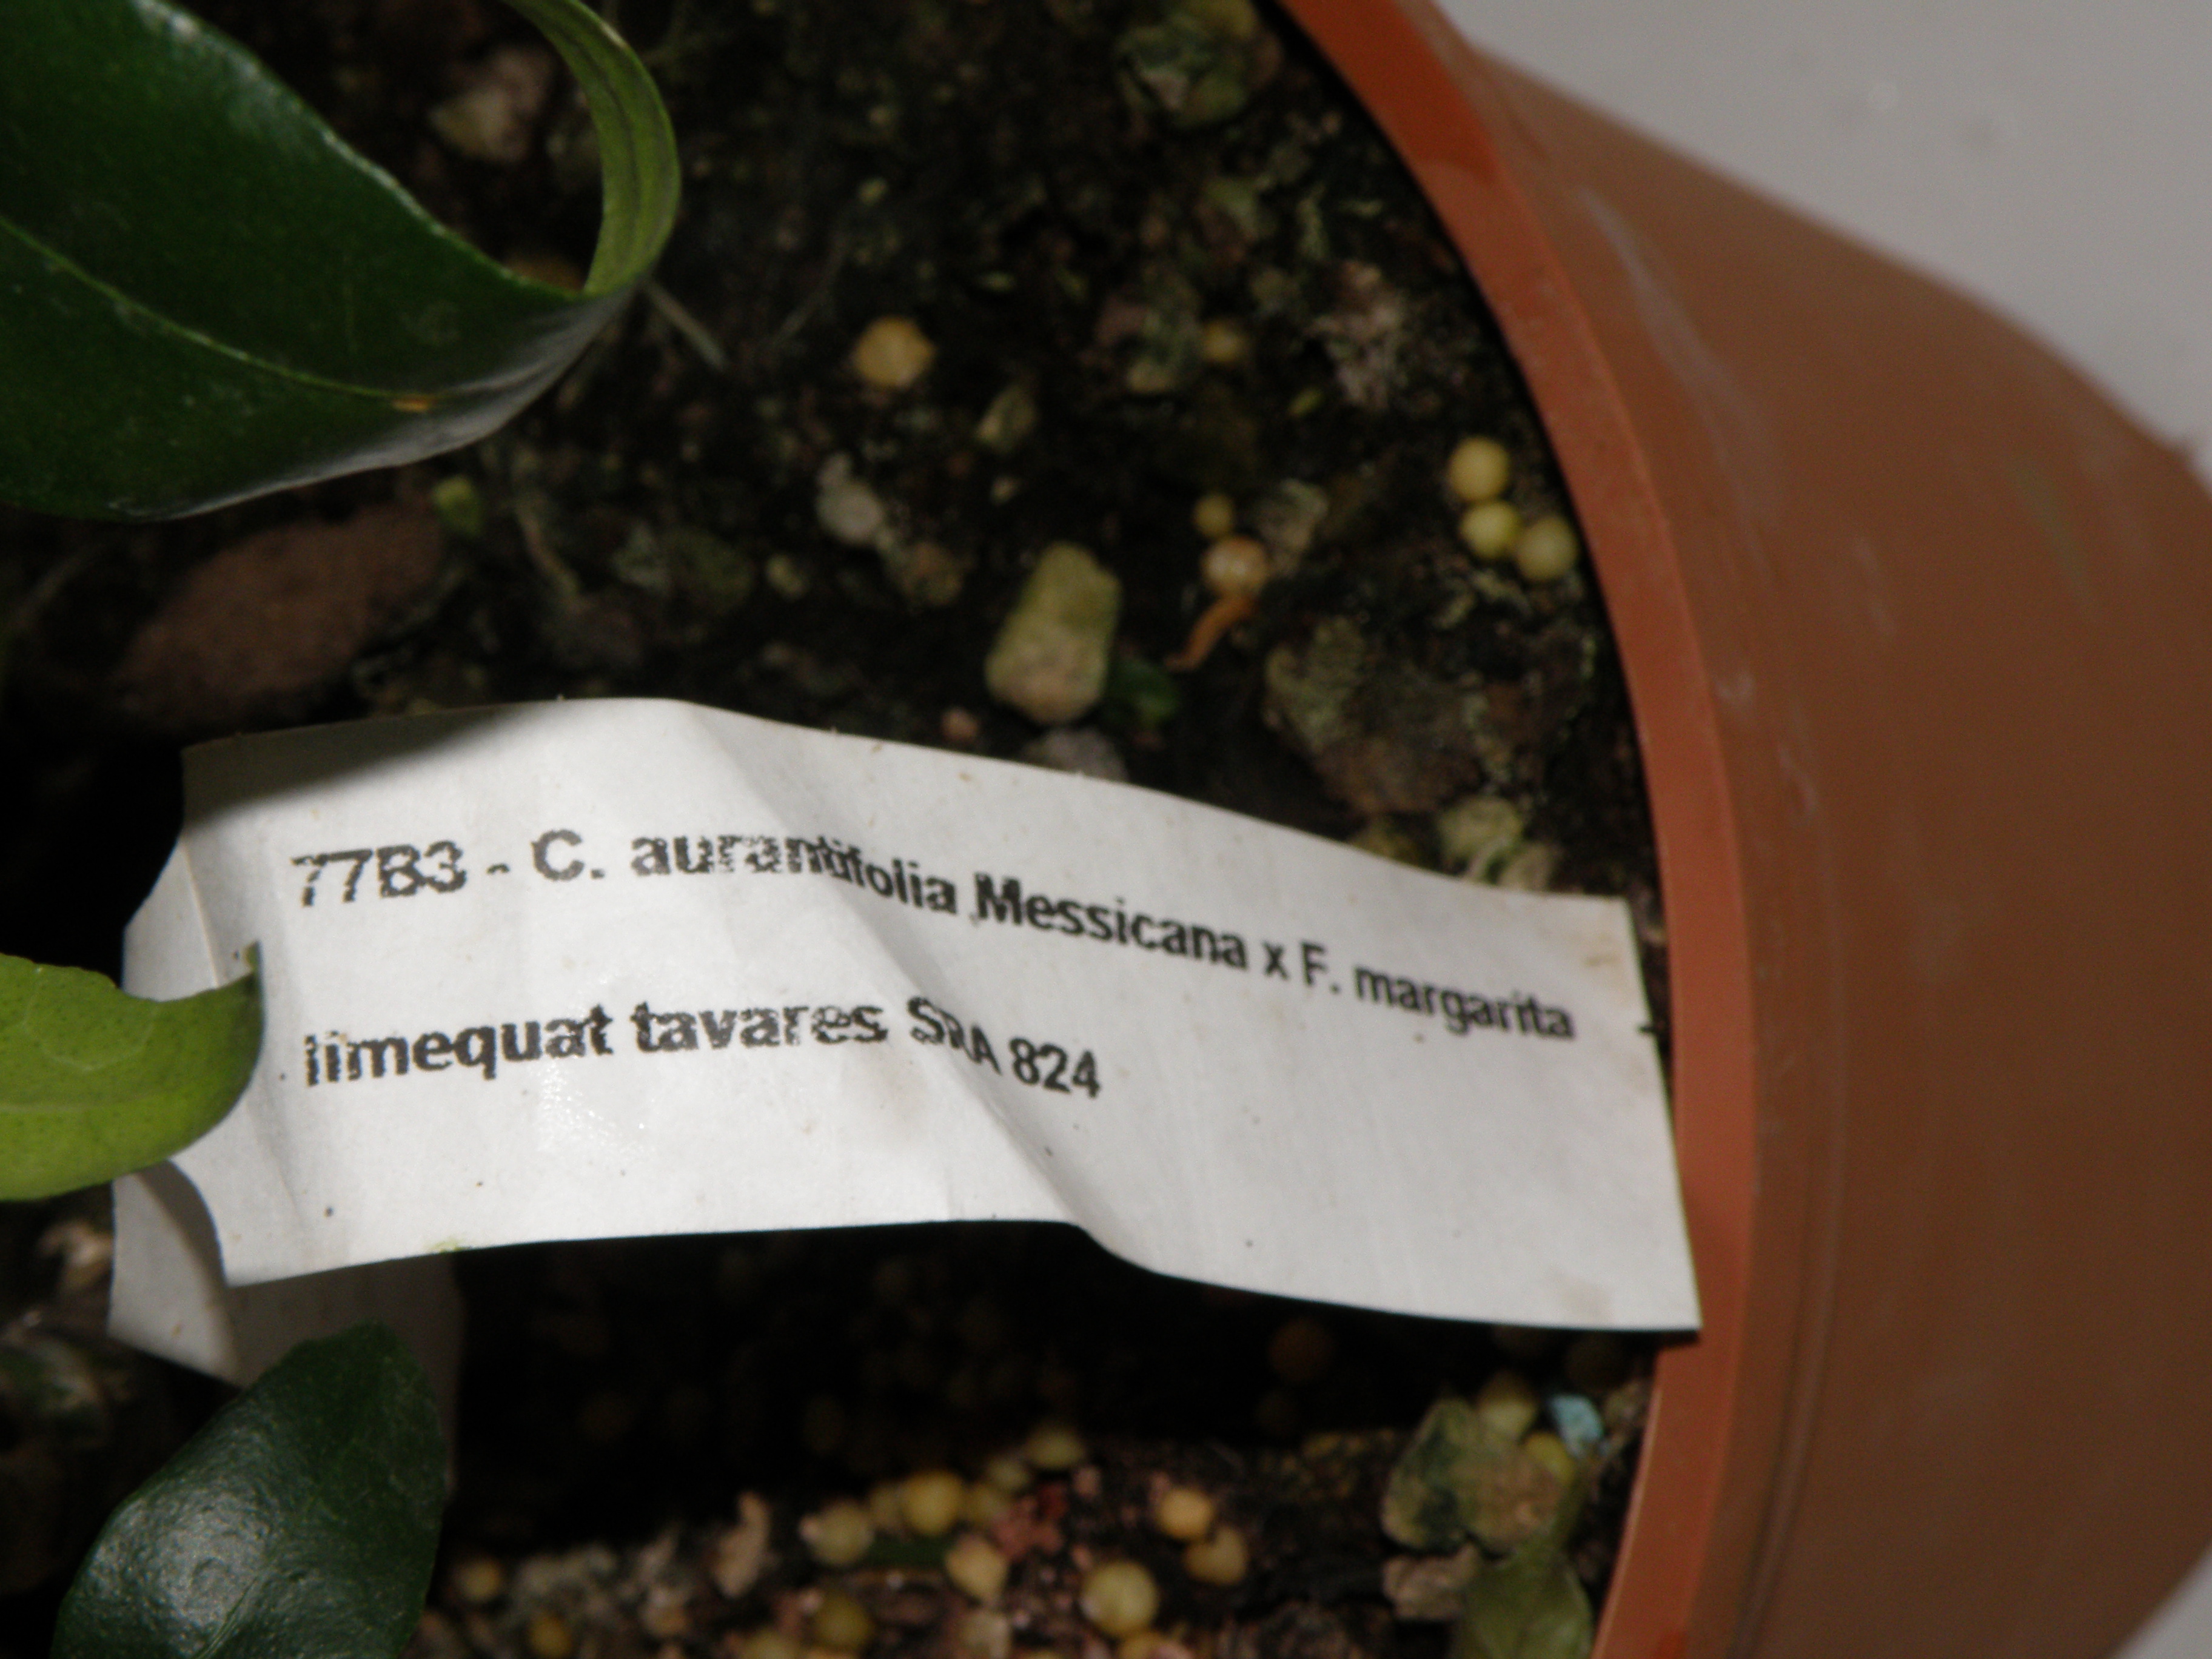 77B3 - C. aurantifolia Messicana x F. margarita
limequat tavares SRA 824